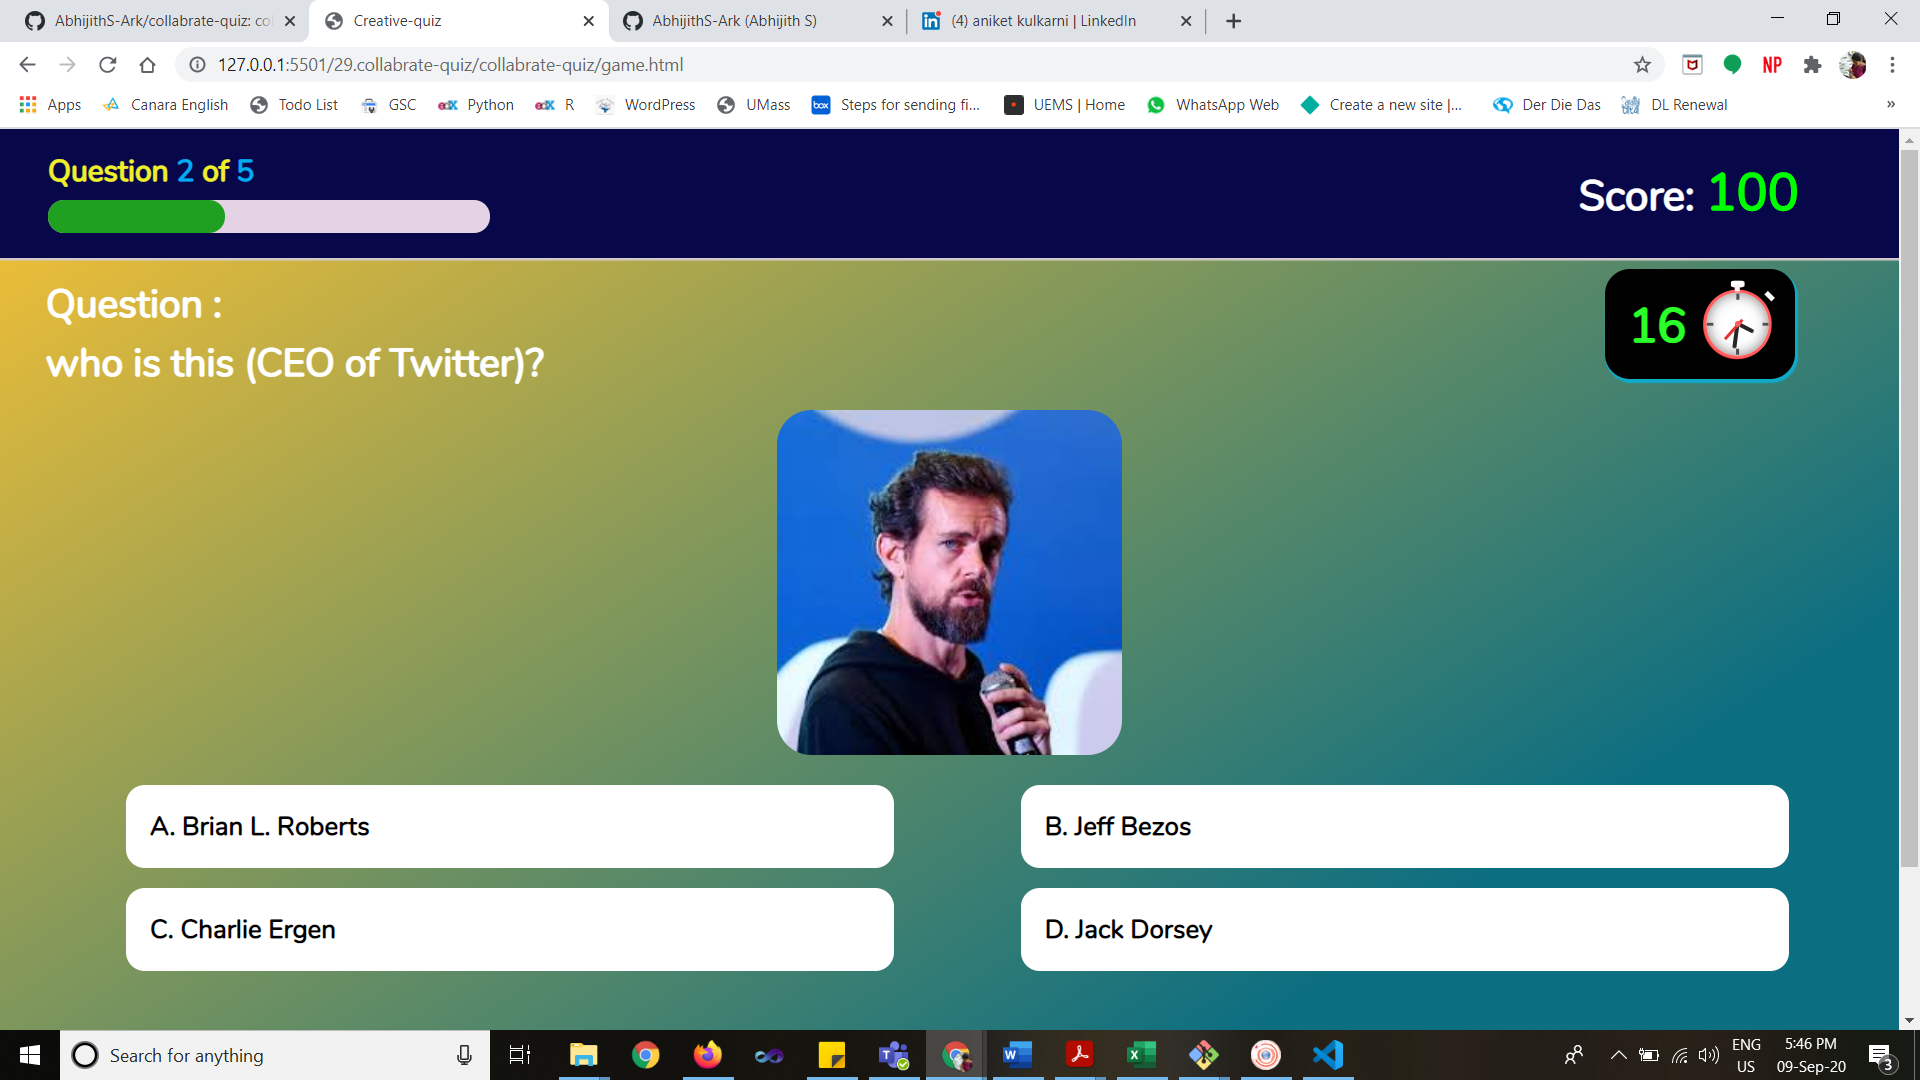 AbhijithS-Ark/collabrate-quiz: co
Creative-quiz
AbhijithS-Ark (Abhijith S)
(4) aniket kulkarni | LinkedIn
127.0.0.1:5501/29.collabrate-quiz/collabrate-quiz/game.html
NP
Apps
Canara English
Todo List
GSC
edX Python
edX R
WordPress
UMass
box Steps for sending fi...
UEMS | Home
WhatsApp Web
Create a new site |...
Der Die Das
DL Renewal
»
Question 2 of 5
Score: 100
Question :
16
who is this (CEO of Twitter)?
A. Brian L. Roberts
B. Jeff Bezos
C. Charlie Ergen
D. Jack Dorsey
Search for anything
ENG
US
5:46 PM
09-Sep-20
3